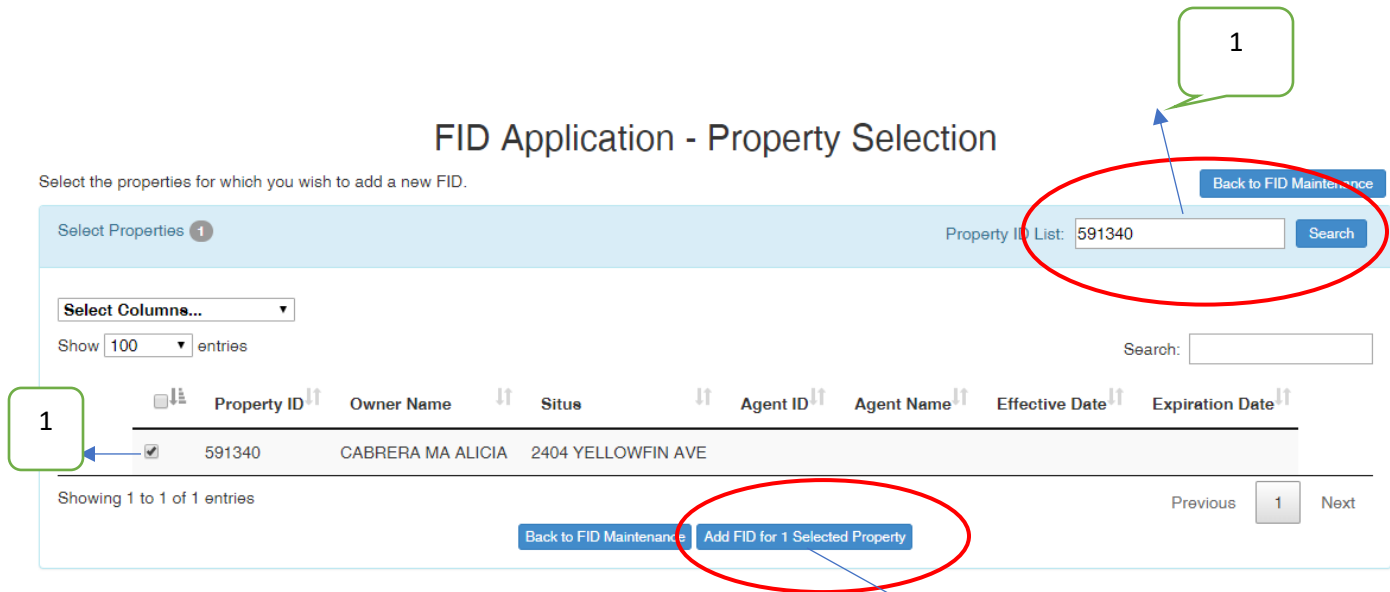 1
FID Application - Property Selection
Select the properties for which you wish to add a new FID.
Back to FID Maintenance
Select Properties 1
Property ID List: 591340 Search
Select Columns...
Show 100 entries
Search:
Property ID Owner Name Situs Agent ID Agent Name Effective Date Expiration Date
1
591340 CABRERA MA ALICIA 2404 YELLOWFIN AVE
Showing 1 to 1 of 1 entries
Previous 1 Next
Back to FID Maintenance Add FID for 1 Selected Property